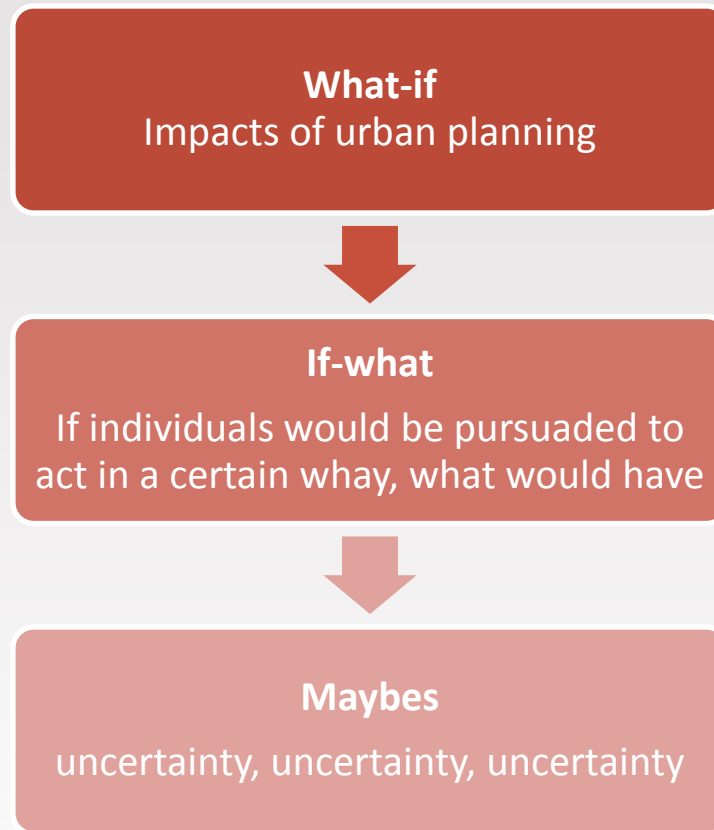 What-if
Impacts of urban planning
If-what
If individuals would be pursuaded to
act in a certain whay, what would have
Maybes
uncertainty, uncertainty, uncertainty